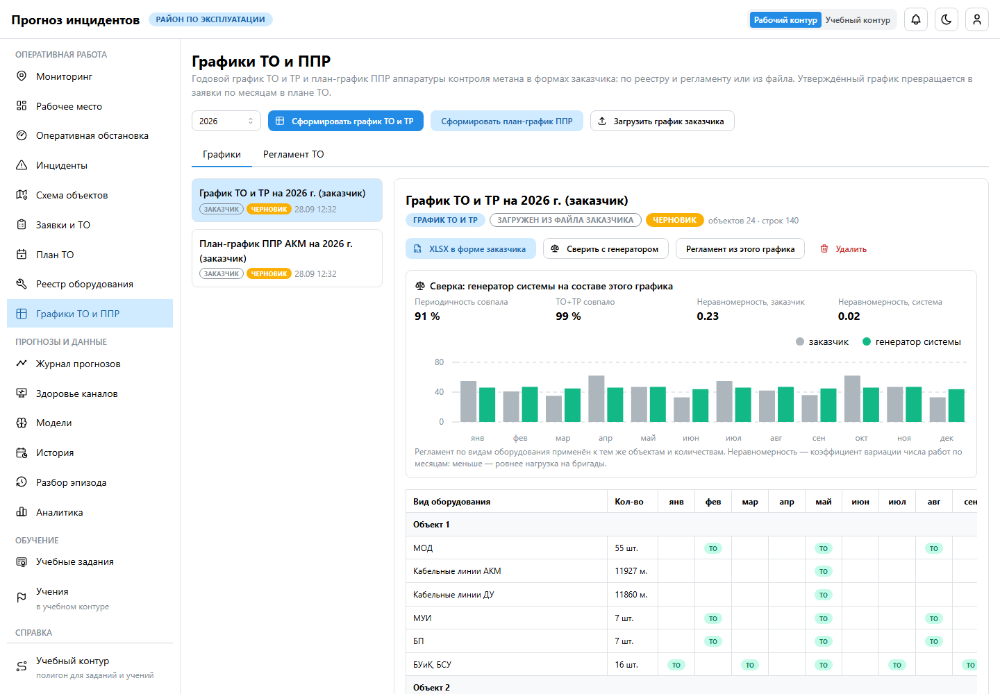 Прогноз инцидентов
РАЙОН ПО ЭКСПЛУАТАЦИИ
Рабочий контур
Учебный контур
ОПЕРАТИВНАЯ РАБОТА
Мониторинг
Рабочее место
Оперативная обстановка
Инциденты
Схема объектов
Заявки и ТО
План ТО
Реестр оборудования
Графики ТО и ППР
ПРОГНОЗЫ И ДАННЫЕ
Журнал прогнозов
Здоровье каналов
Модели
История
Разбор эпизода
Аналитика
ОБУЧЕНИЕ
Учебные задания
Учения
в учебном контуре
СПРАВКА
Учебный контур
полигон для заданий и учений
Графики ТО и ППР
Годовой график ТО и ТР и план-график ППР аппаратуры контроля метана в формах заказчика: по реестру и регламенту или из файла. Утверждённый график превращается в
заявки по месяцам в плане ТО.
2026
Сформировать график ТО и ТР
Сформировать план-график ППР
Загрузить график заказчика
Графики
Регламент ТО
График ТО и ТР на 2026 г. (заказчик)
ЗАКАЗЧИК ЧЕРНОВИК 28.09 12:32
План-график ППР АКМ на 2026 г.
(заказчик)
ЗАКАЗЧИК ЧЕРНОВИК 28.09 12:32
График ТО и ТР на 2026 г. (заказчик)
ГРАФИК ТО И ТР ЗАГРУЖЕН ИЗ ФАЙЛА ЗАКАЗЧИКА ЧЕРНОВИК объектов 24 · строк 140
XLS XLSX в форме заказчика
Сверить с генератором
Регламент из этого графика
Удалить
Сверка: генератор системы на составе этого графика
Периодичность совпала ТО+ТР совпало Неравномерность, заказчик Неравномерность, система
91 % 99 % 0.23 0.02
заказчик генератор системы
80
40
0
янв фев мар апр май июн июл авг сен окт ноя дек
Регламент по видам оборудования применён к тем же объектам и количествам. Неравномерность — коэффициент вариации числа работ по
месяцам: меньше — ровнее нагрузка на бригады.
Вид оборудования Кол-во янв фев мар апр май июн июл авг сен
Объект 1
МОД 55 шт. ТО ТО ТО
Кабельные линии АКМ 11927 м. ТО
Кабельные линии ДУ 11860 м. ТО
МУИ 7 шт. ТО ТО ТО
БП 7 шт. ТО ТО ТО
БУиК, БСУ 16 шт. ТО ТО ТО ТО ТО
Объект 2